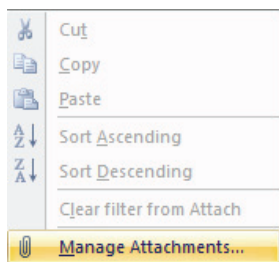 Cut
Copy
Paste
Sort Ascending
Sort Descending
Clear filter from Attach
Manage Attachments...